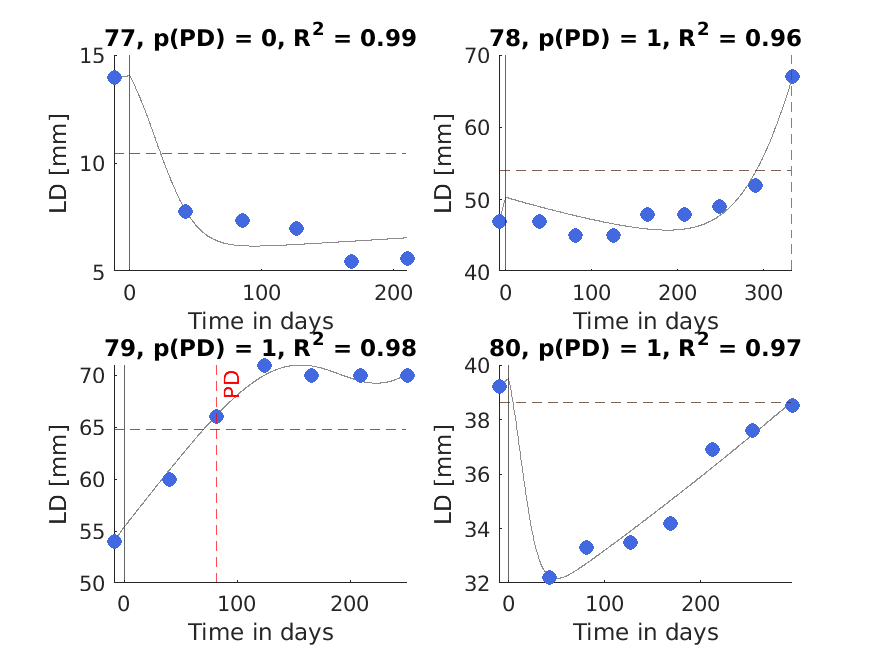 77, p(PD) = 0, R² = 0.99
LD [mm]
15
10
5
0
100
200
Time in days
78, p(PD) = 1, R² = 0.96
LD [mm]
70
60
50
40
0
100
200
300
Time in days
79, p(PD) = 1, R² = 0.98
LD [mm]
70
65
60
55
50
PD
0
100
200
Time in days
80, p(PD) = 1, R² = 0.97
LD [mm]
40
38
36
34
32
0
100
200
Time in days